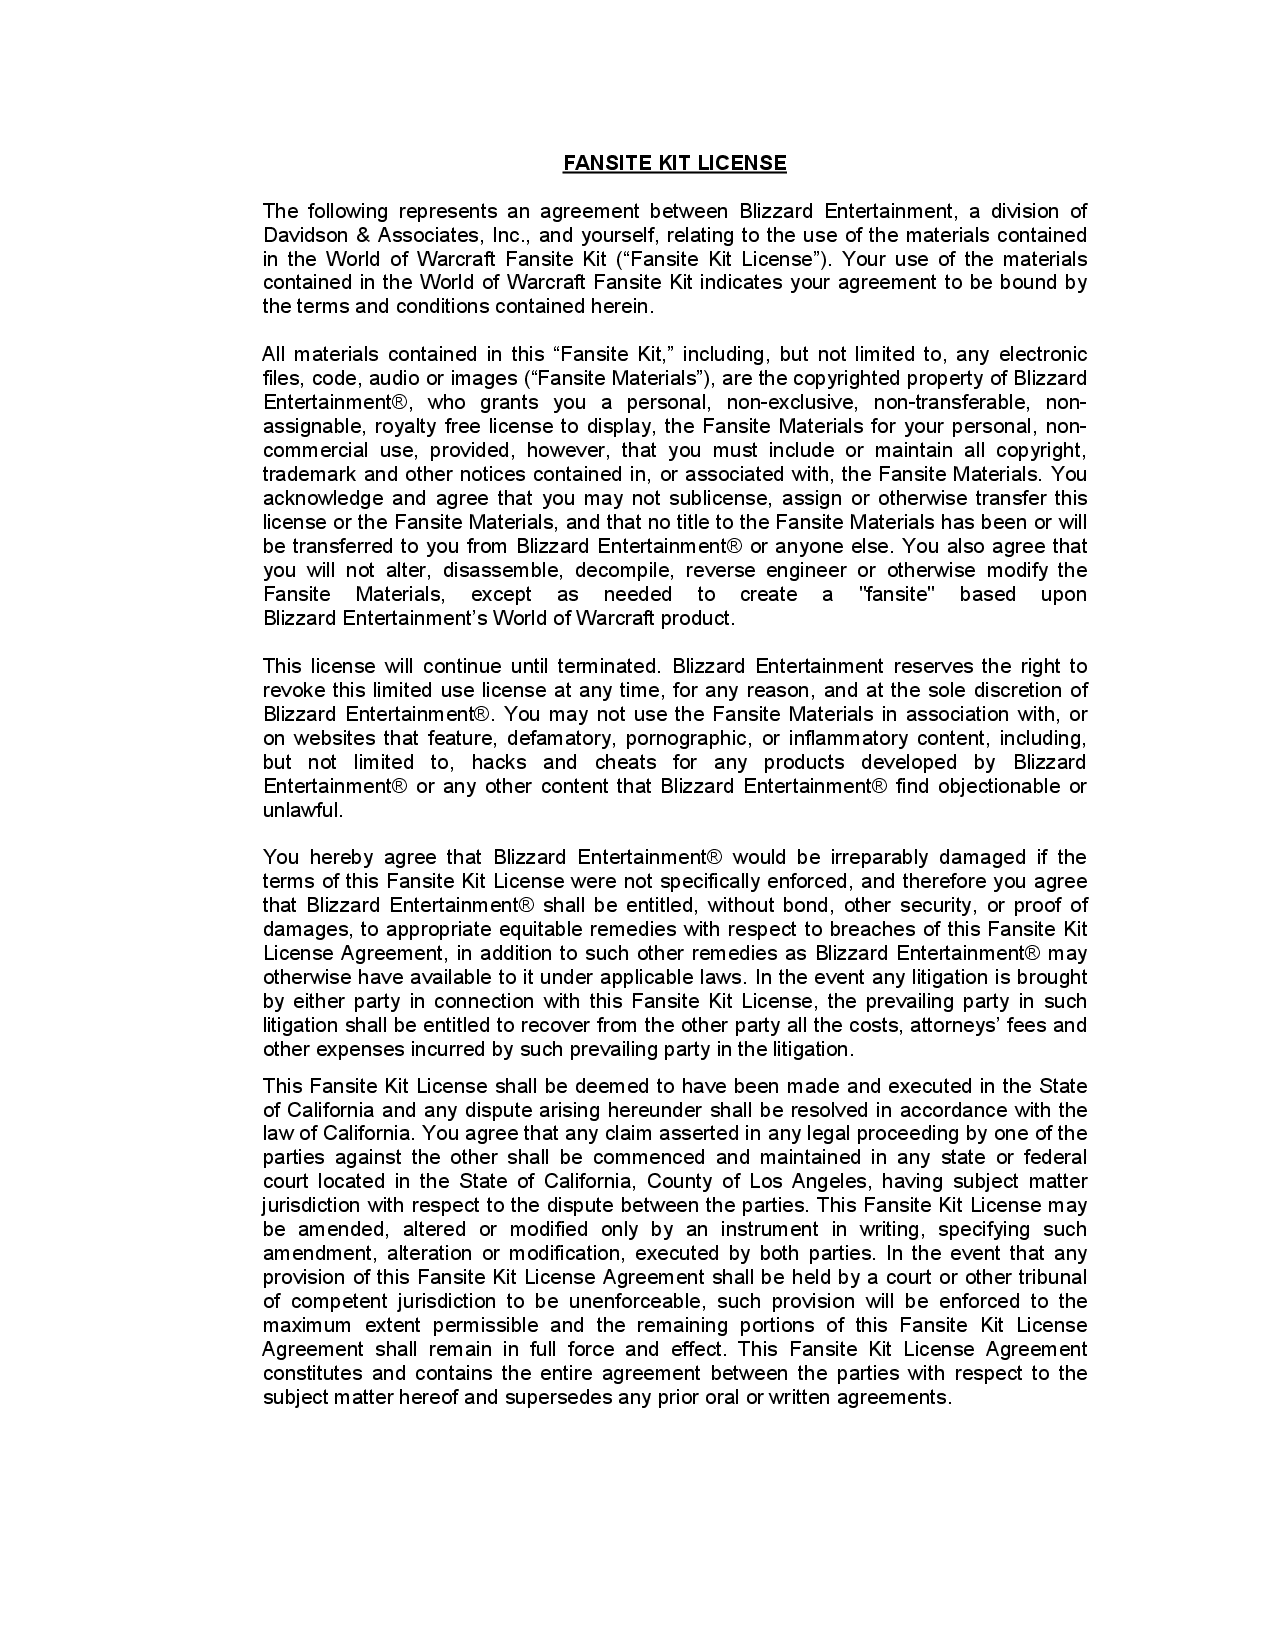 FANSITE KIT LICENSE
The following represents an agreement between Blizzard Entertainment, a division of
Davidson & Associates, Inc., and yourself, relating to the use of the materials contained
in the World of Warcraft Fansite Kit (“Fansite Kit License”). Your use of the materials
contained in the World of Warcraft Fansite Kit indicates your agreement to be bound by
the terms and conditions contained herein.
All materials contained in this “Fansite Kit,” including, but not limited to, any electronic
files, code, audio or images (“Fansite Materials”), are the copyrighted property of Blizzard
Entertainment®, who grants you a personal, non-exclusive, non-transferable, non-
assignable, royalty free license to display, the Fansite Materials for your personal, non-
commercial use, provided, however, that you must include or maintain all copyright,
trademark and other notices contained in, or associated with, the Fansite Materials. You
acknowledge and agree that you may not sublicense, assign or otherwise transfer this
license or the Fansite Materials, and that no title to the Fansite Materials has been or will
be transferred to you from Blizzard Entertainment® or anyone else. You also agree that
you will not alter, disassemble, decompile, reverse engineer or otherwise modify the
Fansite Materials, except as needed to create a "fansite" based upon
Blizzard Entertainment’s World of Warcraft product.
This license will continue until terminated. Blizzard Entertainment reserves the right to
revoke this limited use license at any time, for any reason, and at the sole discretion of
Blizzard Entertainment®. You may not use the Fansite Materials in association with, or
on websites that feature, defamatory, pornographic, or inflammatory content, including,
but not limited to, hacks and cheats for any products developed by Blizzard
Entertainment® or any other content that Blizzard Entertainment® find objectionable or
unlawful.
You hereby agree that Blizzard Entertainment® would be irreparably damaged if the
terms of this Fansite Kit License were not specifically enforced, and therefore you agree
that Blizzard Entertainment® shall be entitled, without bond, other security, or proof of
damages, to appropriate equitable remedies with respect to breaches of this Fansite Kit
License Agreement, in addition to such other remedies as Blizzard Entertainment® may
otherwise have available to it under applicable laws. In the event any litigation is brought
by either party in connection with this Fansite Kit License, the prevailing party in such
litigation shall be entitled to recover from the other party all the costs, attorneys’ fees and
other expenses incurred by such prevailing party in the litigation.
This Fansite Kit License shall be deemed to have been made and executed in the State
of California and any dispute arising hereunder shall be resolved in accordance with the
law of California. You agree that any claim asserted in any legal proceeding by one of the
parties against the other shall be commenced and maintained in any state or federal
court located in the State of California, County of Los Angeles, having subject matter
jurisdiction with respect to the dispute between the parties. This Fansite Kit License may
be amended, altered or modified only by an instrument in writing, specifying such
amendment, alteration or modification, executed by both parties. In the event that any
provision of this Fansite Kit License Agreement shall be held by a court or other tribunal
of competent jurisdiction to be unenforceable, such provision will be enforced to the
maximum extent permissible and the remaining portions of this Fansite Kit License
Agreement shall remain in full force and effect. This Fansite Kit License Agreement
constitutes and contains the entire agreement between the parties with respect to the
subject matter hereof and supersedes any prior oral or written agreements.